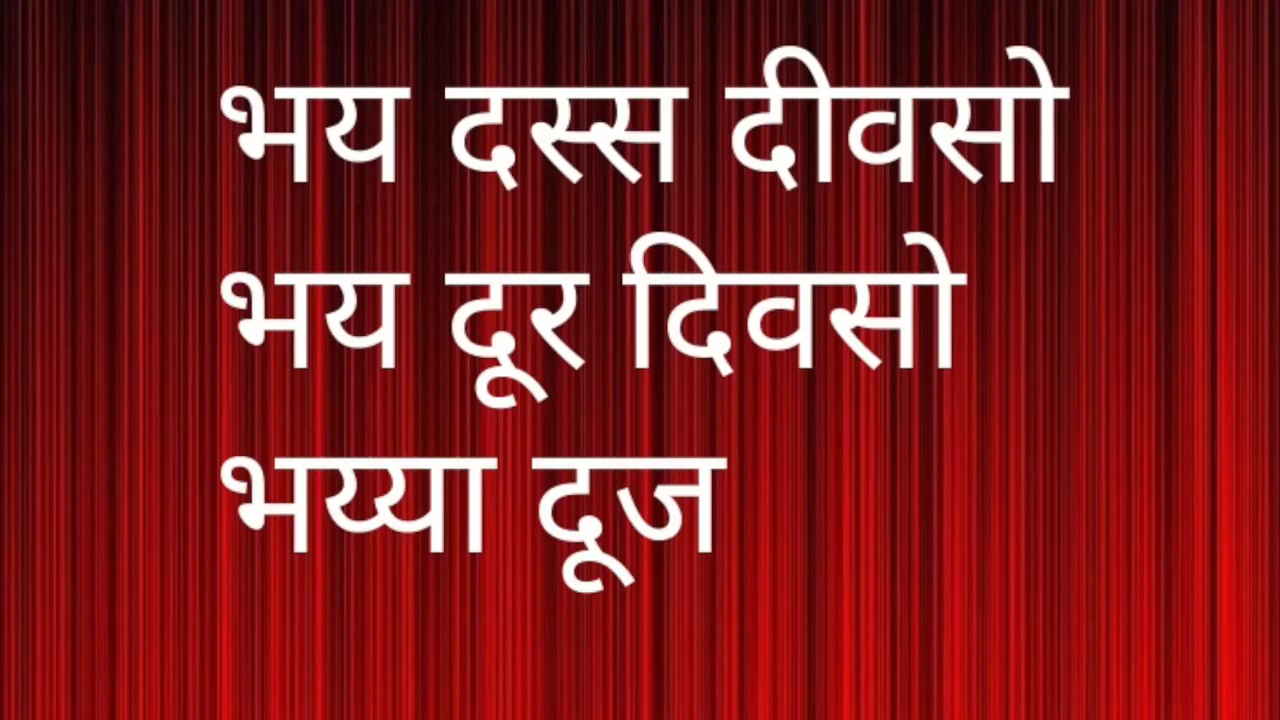 भय दस्स दीवसो
भय दूर दिवसो
भय्या दूज